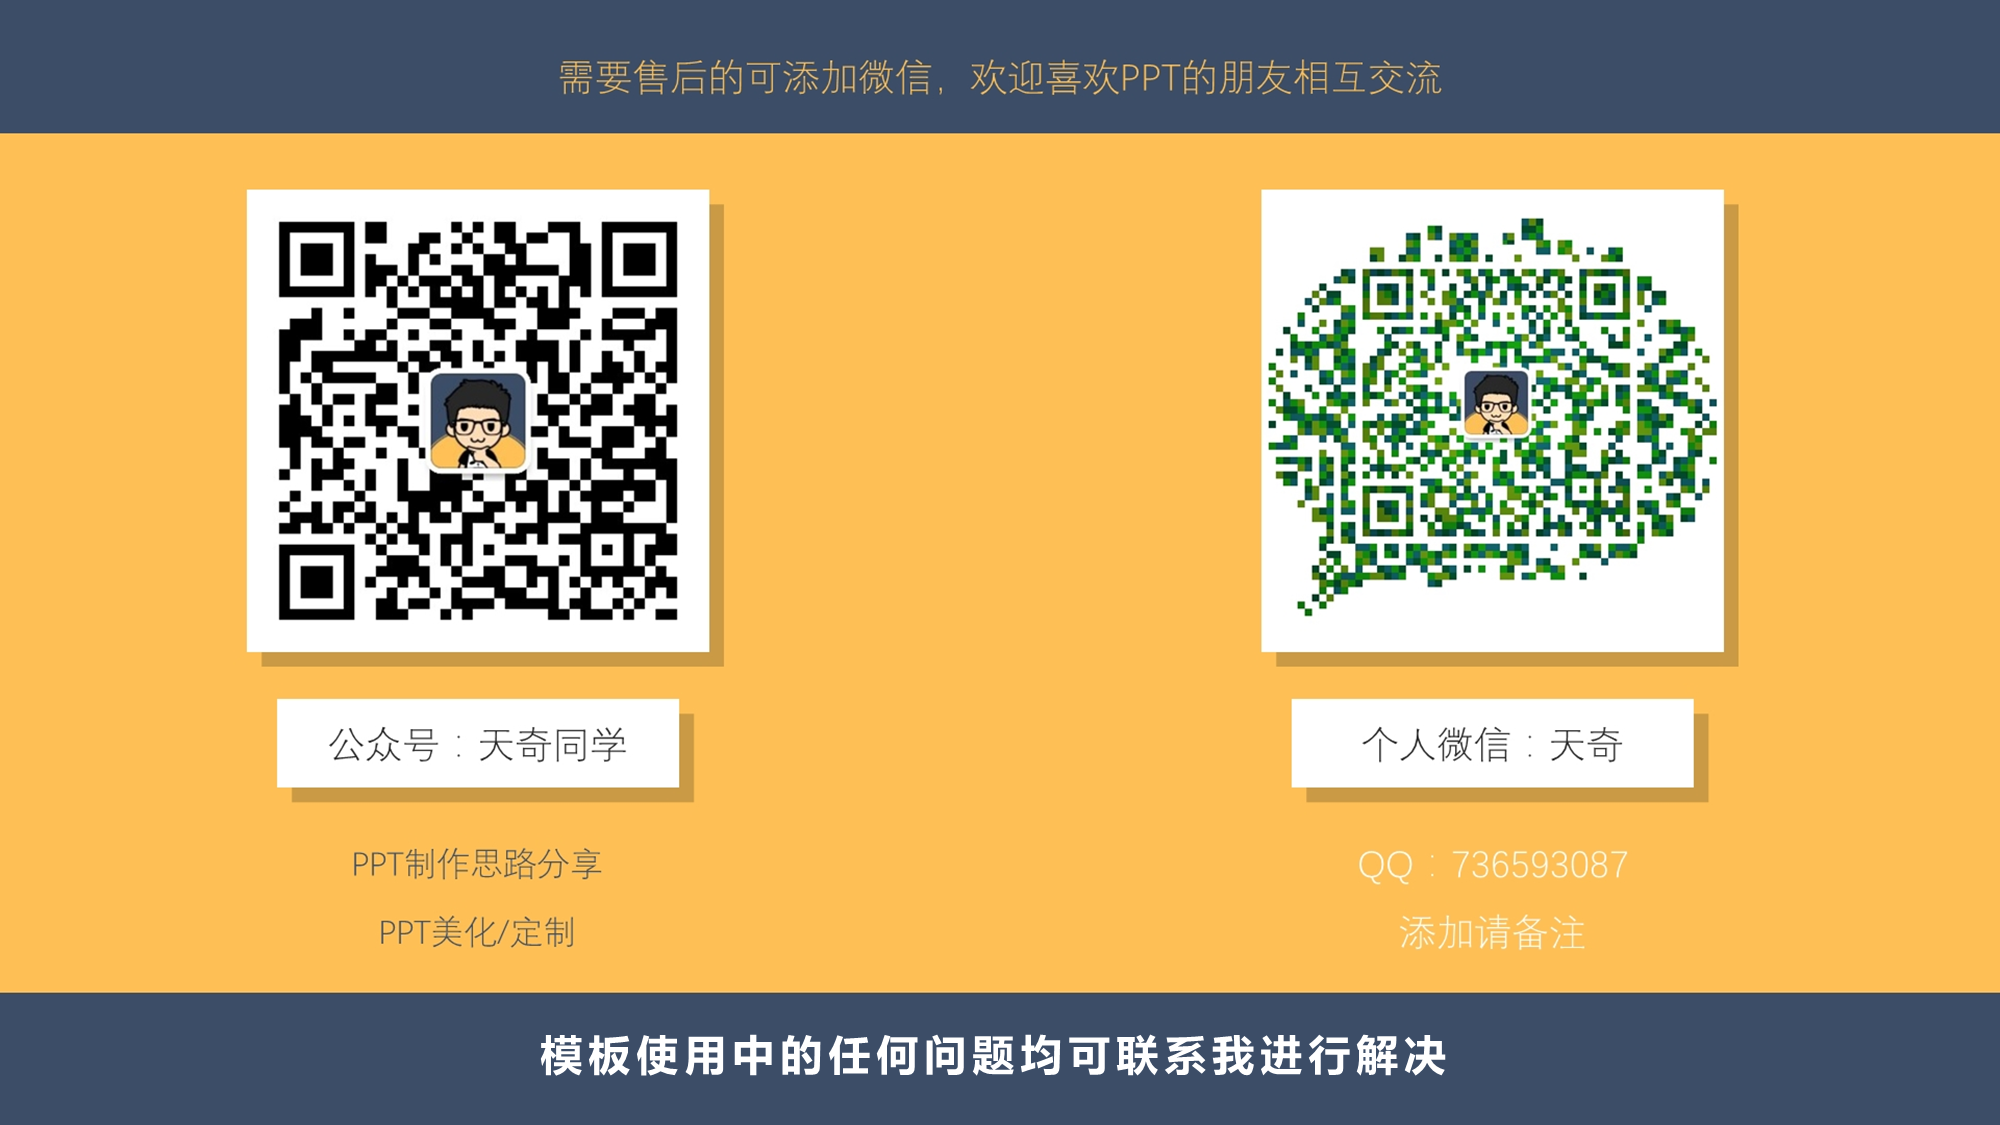 需要售后的可添加微信，欢迎喜欢PPT的朋友相互交流
公众号：天奇同学
PPT制作思路分享
PPT美化/定制
个人微信：天奇
QQ：736593087
添加请备注
模板使用中的任何问题均可联系我进行解决